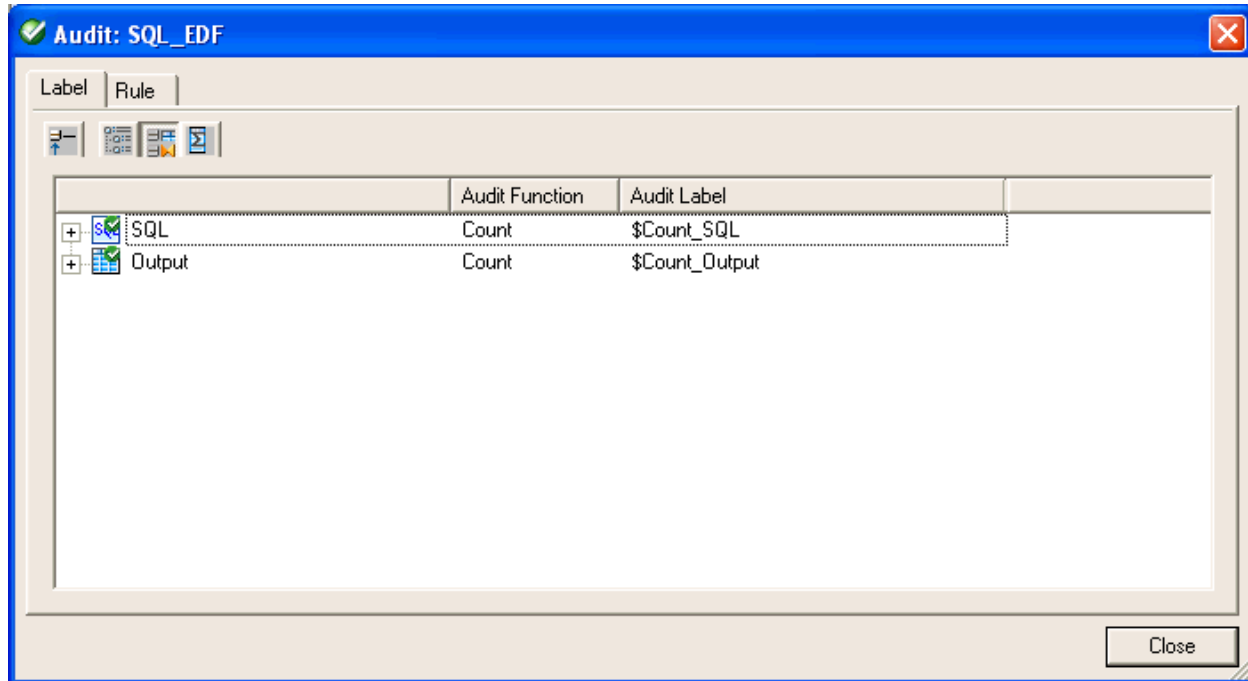 Audit: SQL_EDF
Label Rule
Audit Function Audit Label
SQL Count $Count_SQL
Output Count $Count_Output
Close